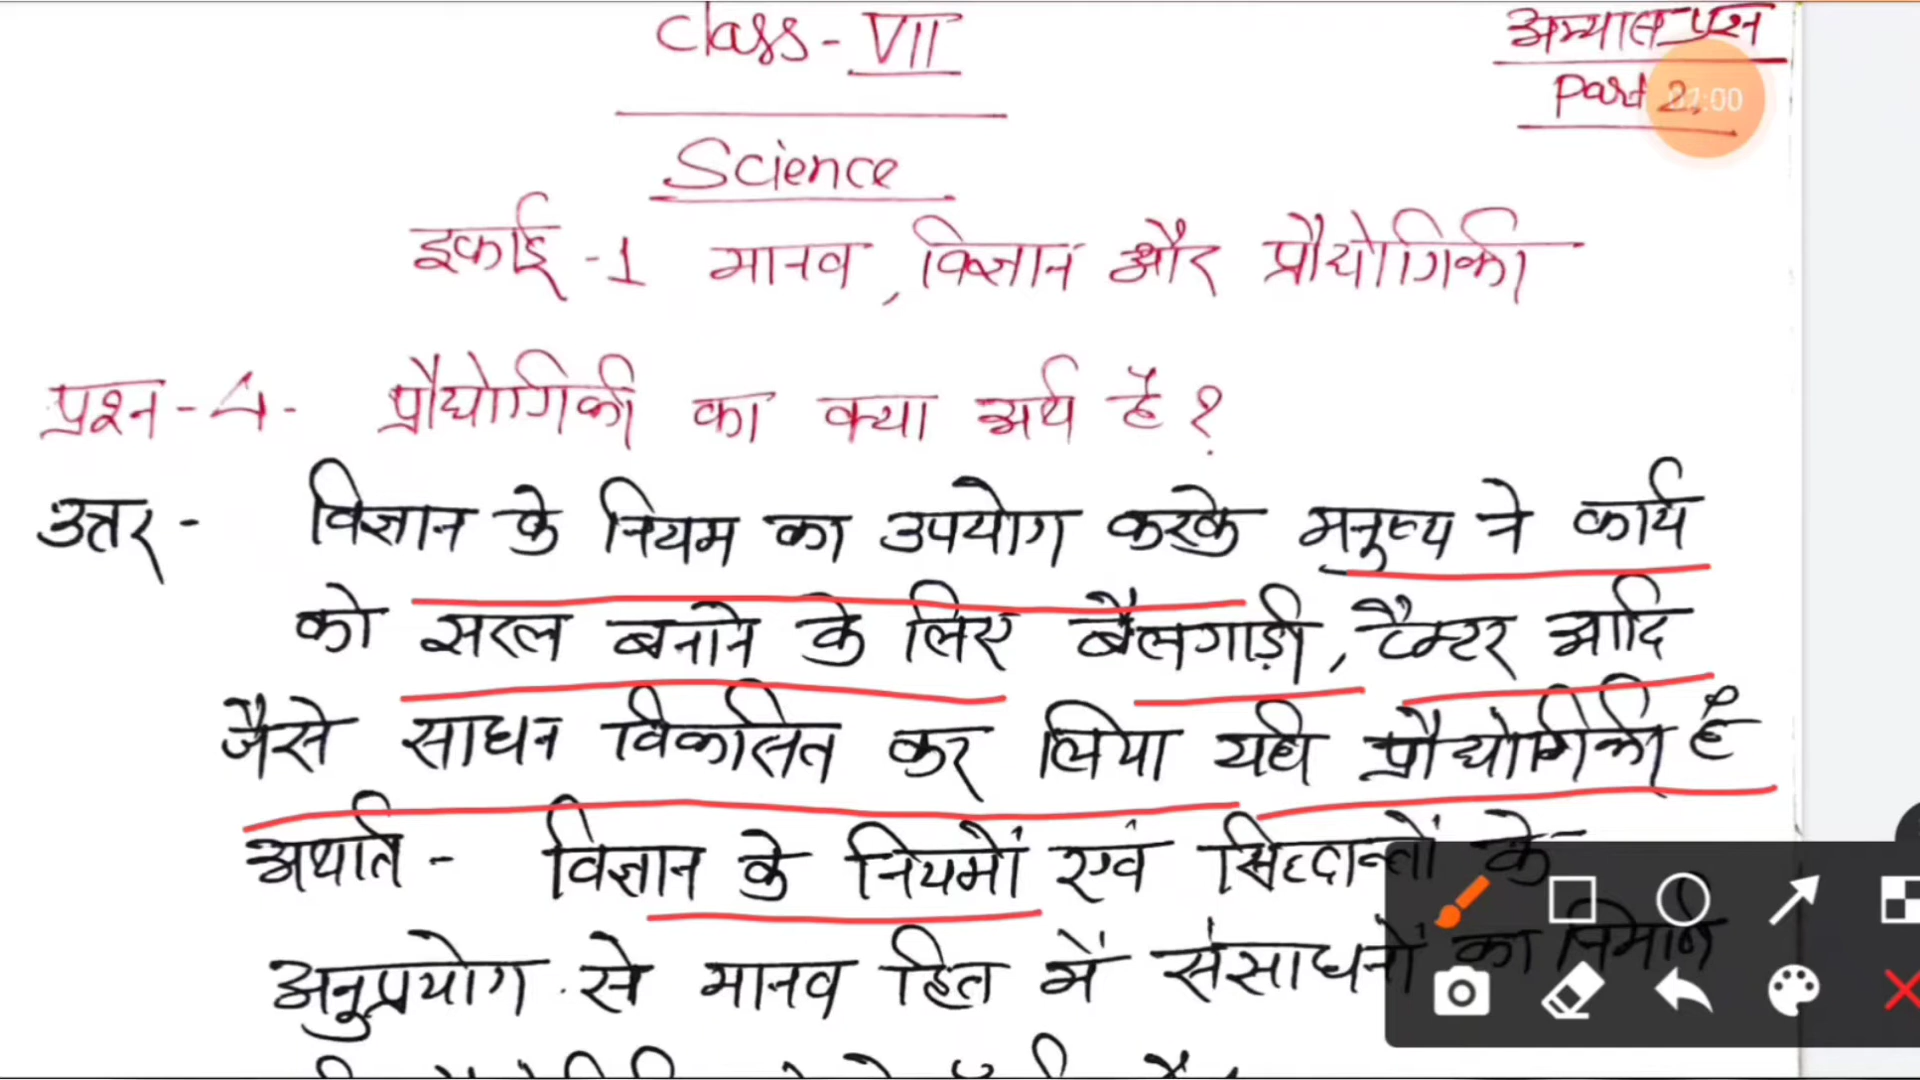 Class - VII
अभ्यास प्रश्न
Part 2.
Science
इकाई - 1 मानव, विज्ञान और प्रौद्योगिकी
प्रश्न - 4 - प्रौद्योगिकी का क्या अर्थ है ?
उत्तर - विज्ञान के नियम का उपयोग करके मनुष्य ने कार्य
को सरल बनाने के लिए बैलगाड़ी, टैम्टर आदि
जैसे साधन विकसित कर लिया यही प्रौद्योगिकी है
अर्थात - विज्ञान के नियमों एवं सिद्दान्तों के
अनुप्रयोग से मानव हित में संसाधनों का निर्माण